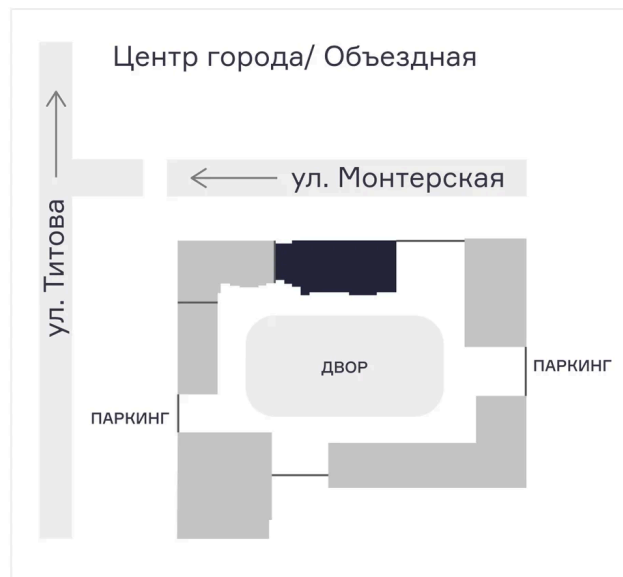 Центр города/ Объездная
ул. Монтерская
ул. Титова
ДВОР
ПАРКИНГ
ПАРКИНГ